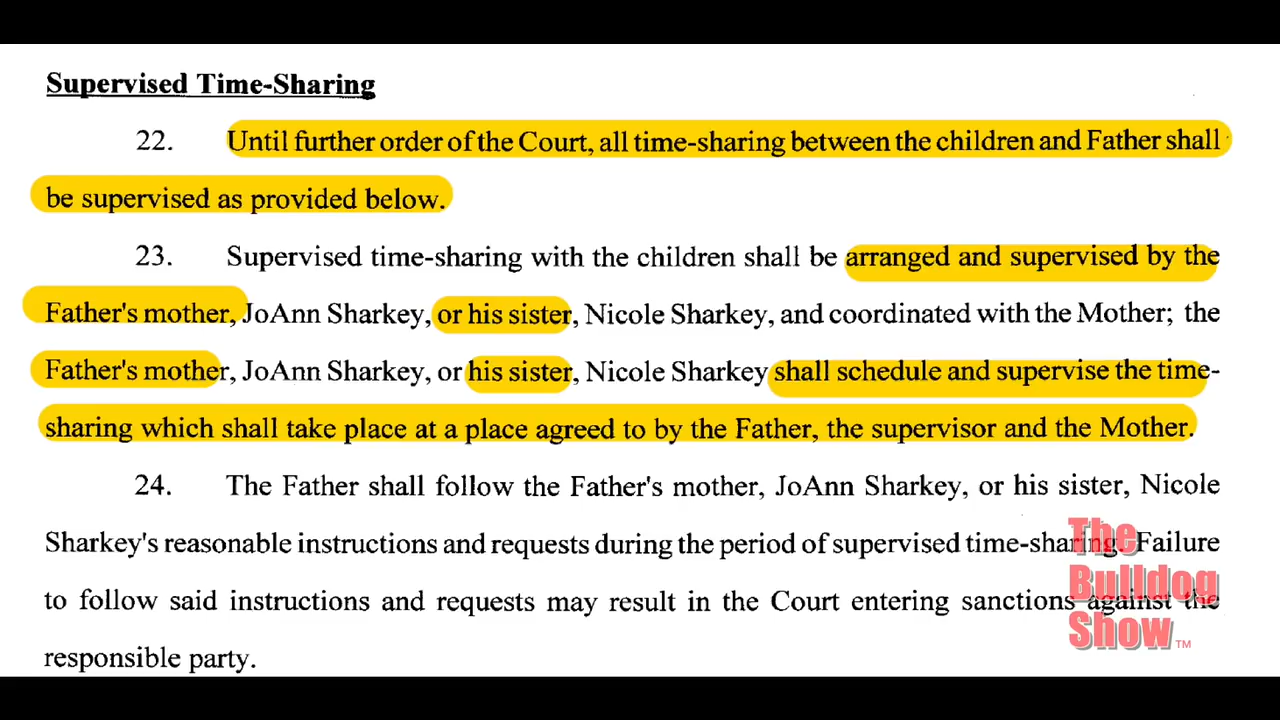 Supervised Time-Sharing
22. Until further order of the Court, all time-sharing between the children and Father shall
be supervised as provided below.
23. Supervised time-sharing with the children shall be arranged and supervised by the
Father's mother, JoAnn Sharkey, or his sister, Nicole Sharkey, and coordinated with the Mother; the
Father's mother, JoAnn Sharkey, or his sister, Nicole Sharkey shall schedule and supervise the time-
sharing which shall take place at a place agreed to by the Father, the supervisor and the Mother.
24. The Father shall follow the Father's mother, JoAnn Sharkey, or his sister, Nicole
Sharkey's reasonable instructions and requests during the period of supervised time-sharing. Failure
to follow said instructions and requests may result in the Court entering sanctions against the
responsible party.
The
Bulldog
Show™